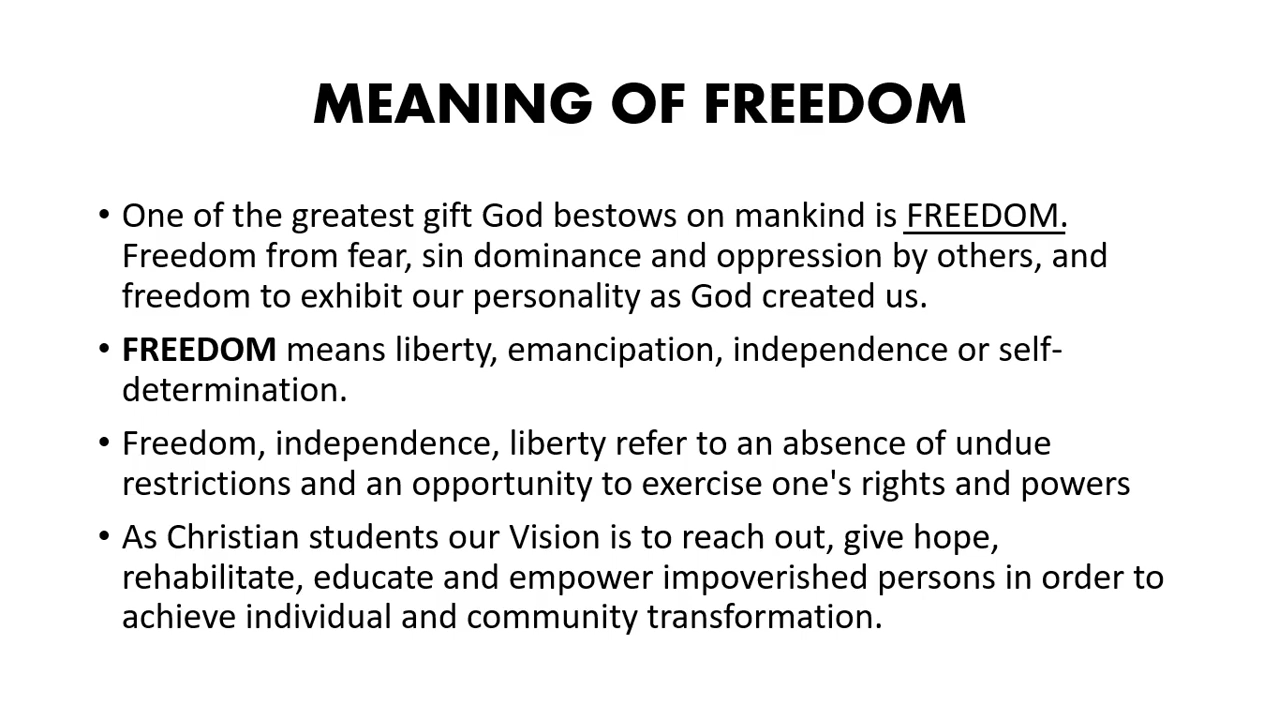 MEANING OF FREEDOM
• One of the greatest gift God bestows on mankind is FREEDOM.
Freedom from fear, sin dominance and oppression by others, and
freedom to exhibit our personality as God created us.
• FREEDOM means liberty, emancipation, independence or self-
determination.
• Freedom, independence, liberty refer to an absence of undue
restrictions and an opportunity to exercise one's rights and powers
• As Christian students our Vision is to reach out, give hope,
rehabilitate, educate and empower impoverished persons in order to
achieve individual and community transformation.